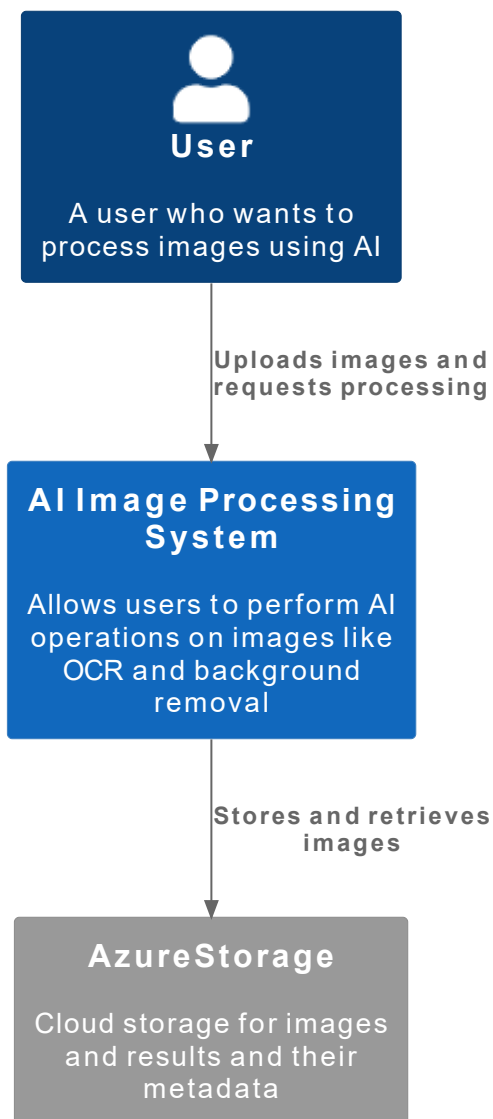 User
A user who wants to
process images using AI
Uploads images and
requests processing
AI Image Processing
System
Allows users to perform AI
operations on images like
OCR and background
removal
Stores and retrieves
images
AzureStorage
Cloud storage for images
and results and their
metadata